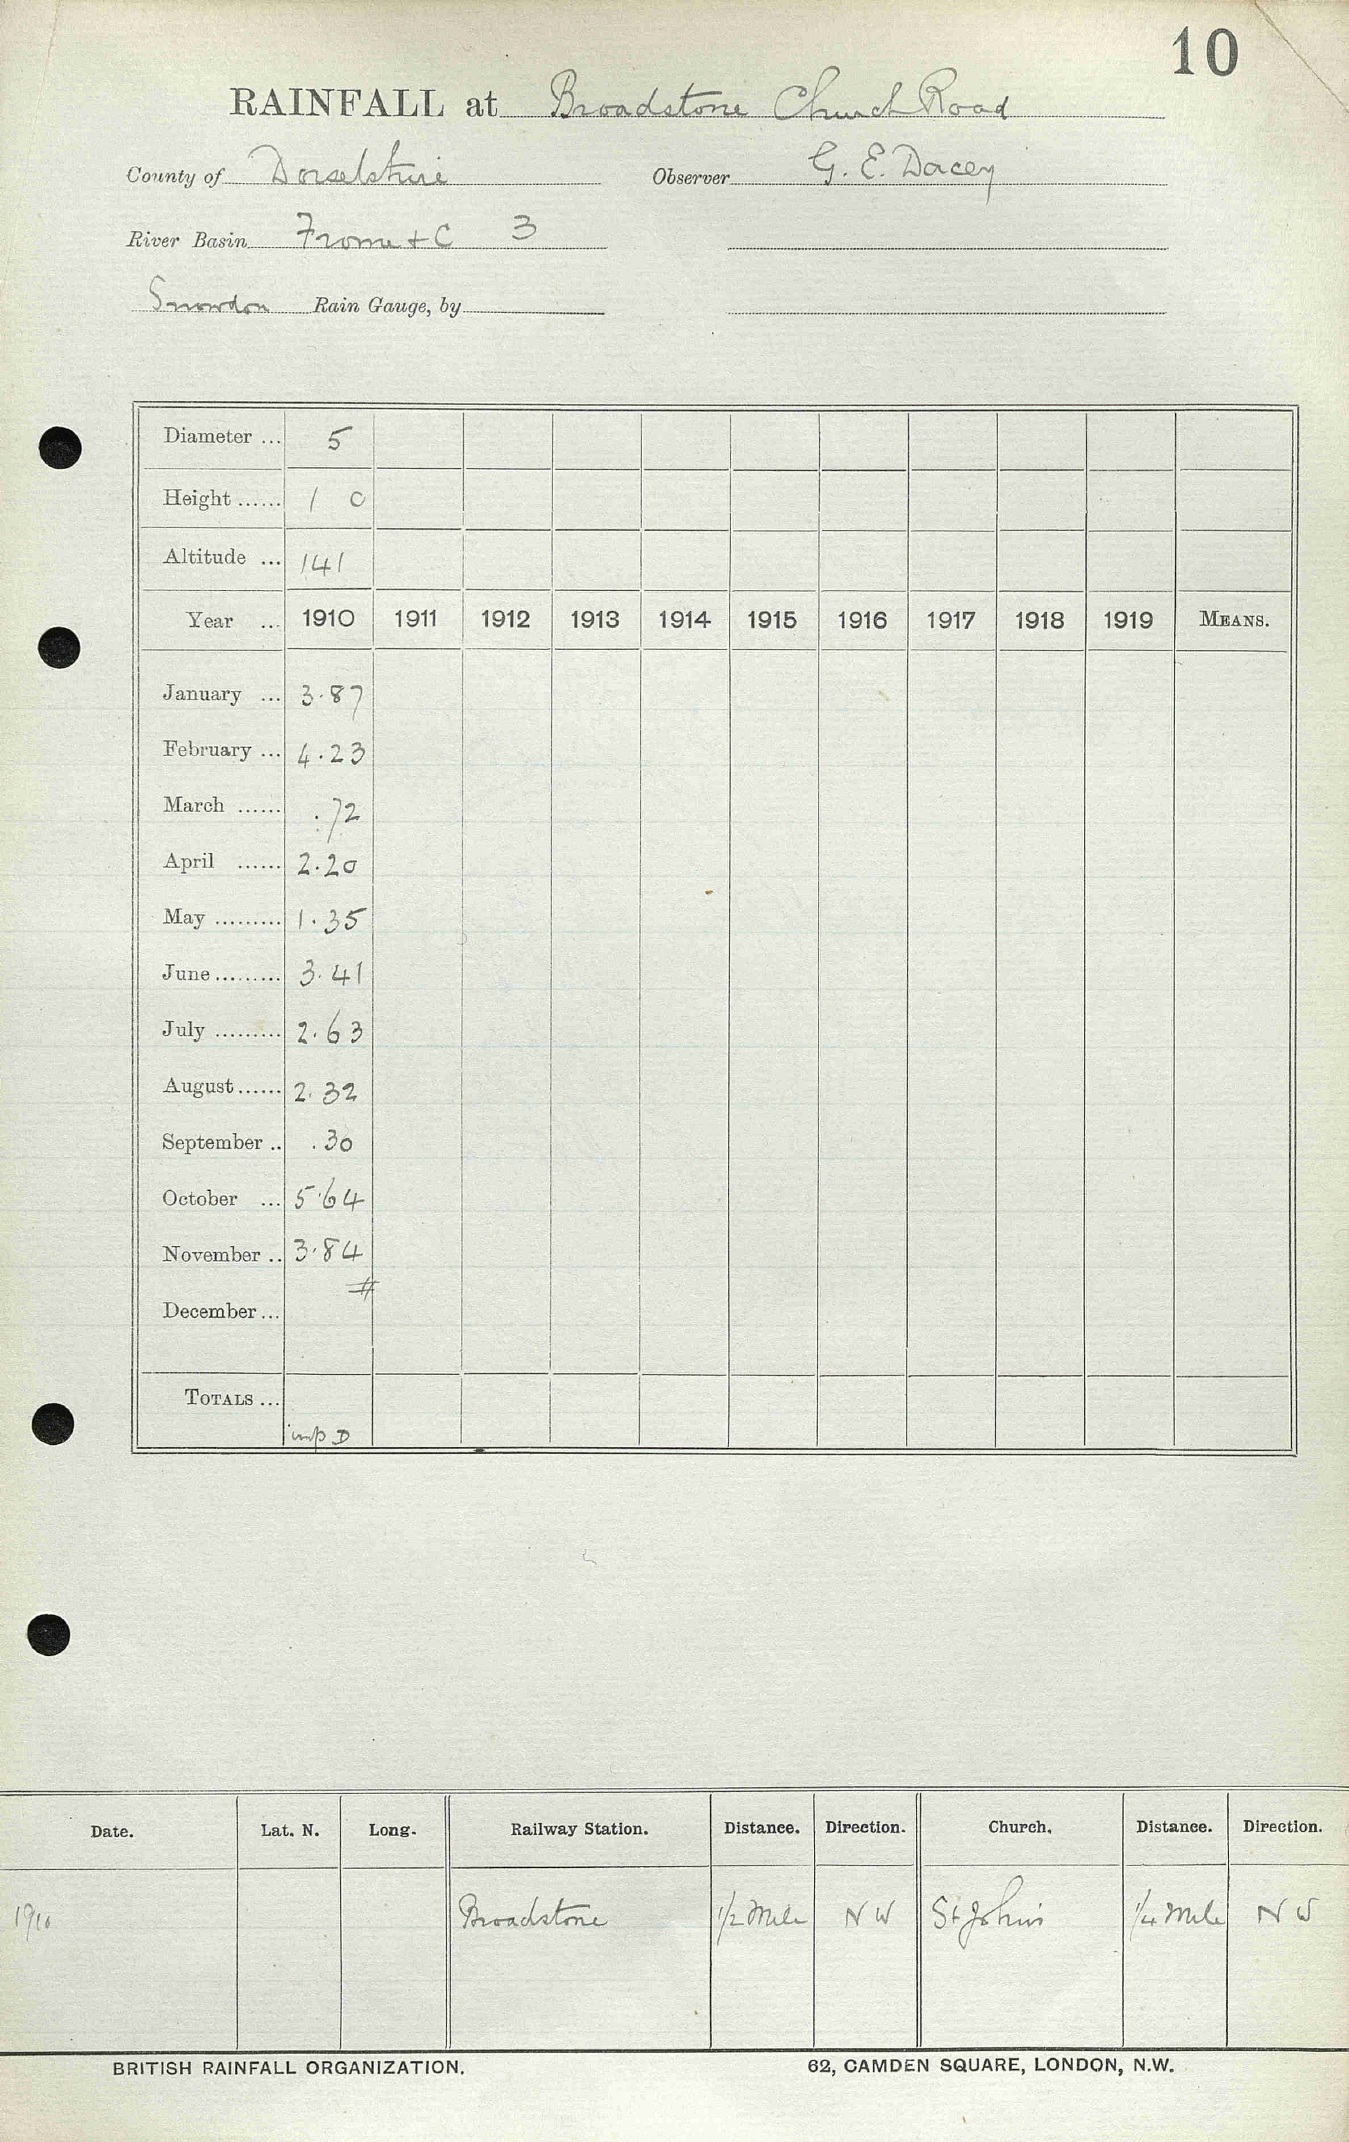 10
RAINFALL at Broadstone Church Road
County of Dorsetshire Observer G. E. Dacey
River Basin Frome + C 3
Snowdon Rain Gauge, by
Diameter ... 5
Height ...... 1 0
Altitude ... 141
Year ... 1910 1911 1912 1913 1914 1915 1916 1917 1918 1919 MEANS.
January ... 3.87
February ... 4.23
March ...... .72
April ...... 2.20
May ......... 1.35
June ......... 3.41
July ......... 2.63
August ...... 2.32
September .. .30
October ... 5.64
November .. 3.84
#
December ...
TOTALS ...
imp D
Date. Lat. N. Long. Railway Station. Distance. Direction. Church. Distance. Direction.
1910 Broadstone 1/2 Mile N W St John's 1/4 Mile N W
BRITISH RAINFALL ORGANIZATION. 62, CAMDEN SQUARE, LONDON, N.W.